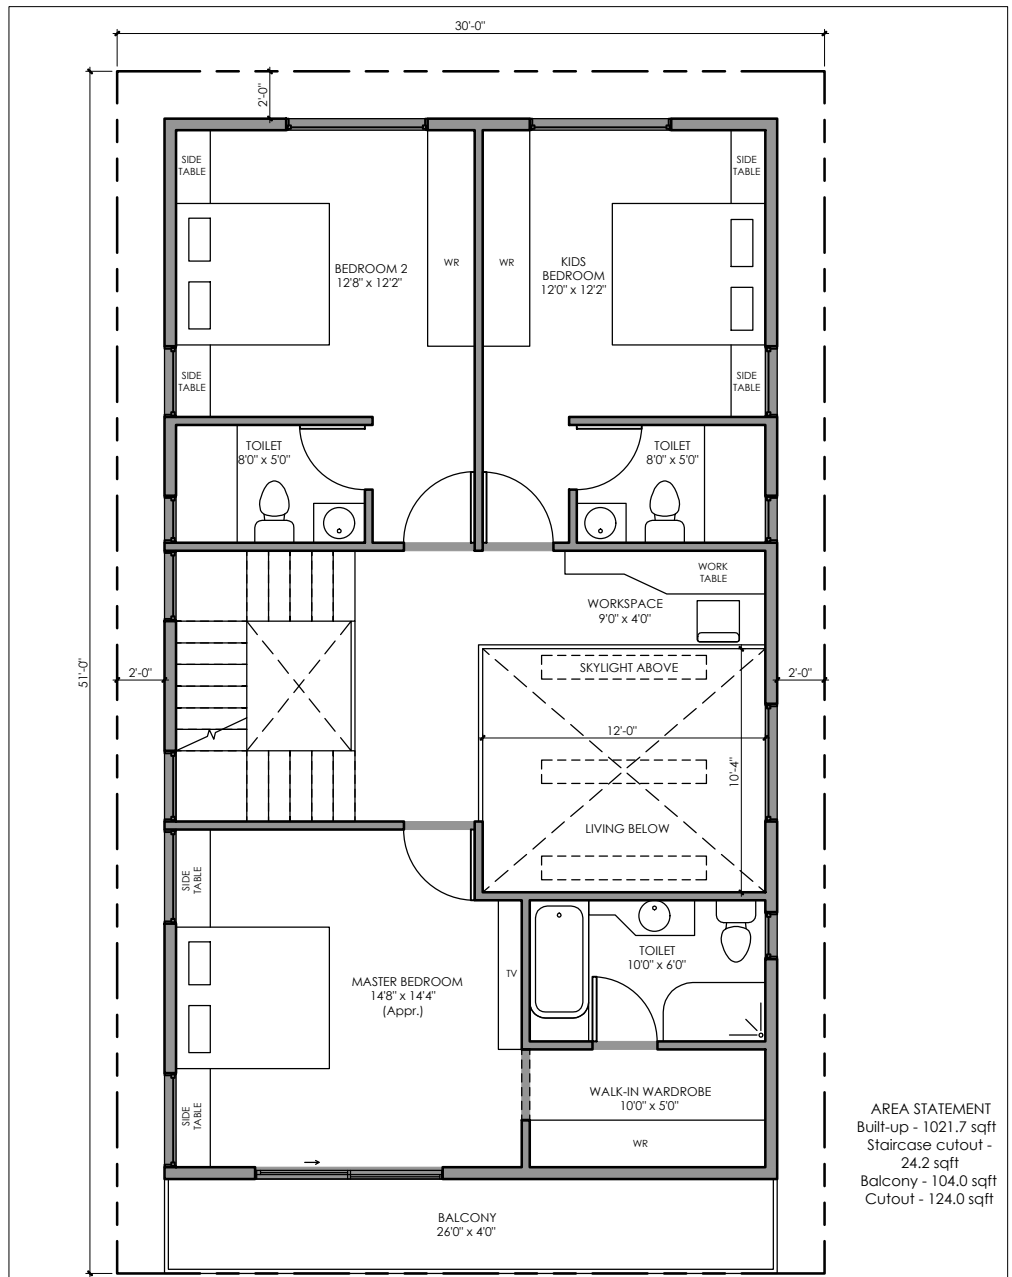 30'-0"
2'-0"
SIDE
TABLE
SIDE
TABLE
BEDROOM 2
12'8" x 12'2"
WR
WR
KIDS
BEDROOM
12'0" x 12'2"
SIDE
TABLE
SIDE
TABLE
TOILET
8'0" x 5'0"
TOILET
8'0" x 5'0"
WORK
TABLE
WORKSPACE
9'0" x 4'0"
51'-0"
2'-0"
SKYLIGHT ABOVE
2'-0"
12'-0"
10'-4"
LIVING BELOW
SIDE
TABLE
TOILET
10'0" x 6'0"
TV
MASTER BEDROOM
14'8" x 14'4"
(Appr.)
SIDE
TABLE
WALK-IN WARDROBE
10'0" x 5'0"
WR
AREA STATEMENT
Built-up - 1021.7 sqft
Staircase cutout -
24.2 sqft
Balcony - 104.0 sqft
Cutout - 124.0 sqft
BALCONY
26'0" x 4'0"